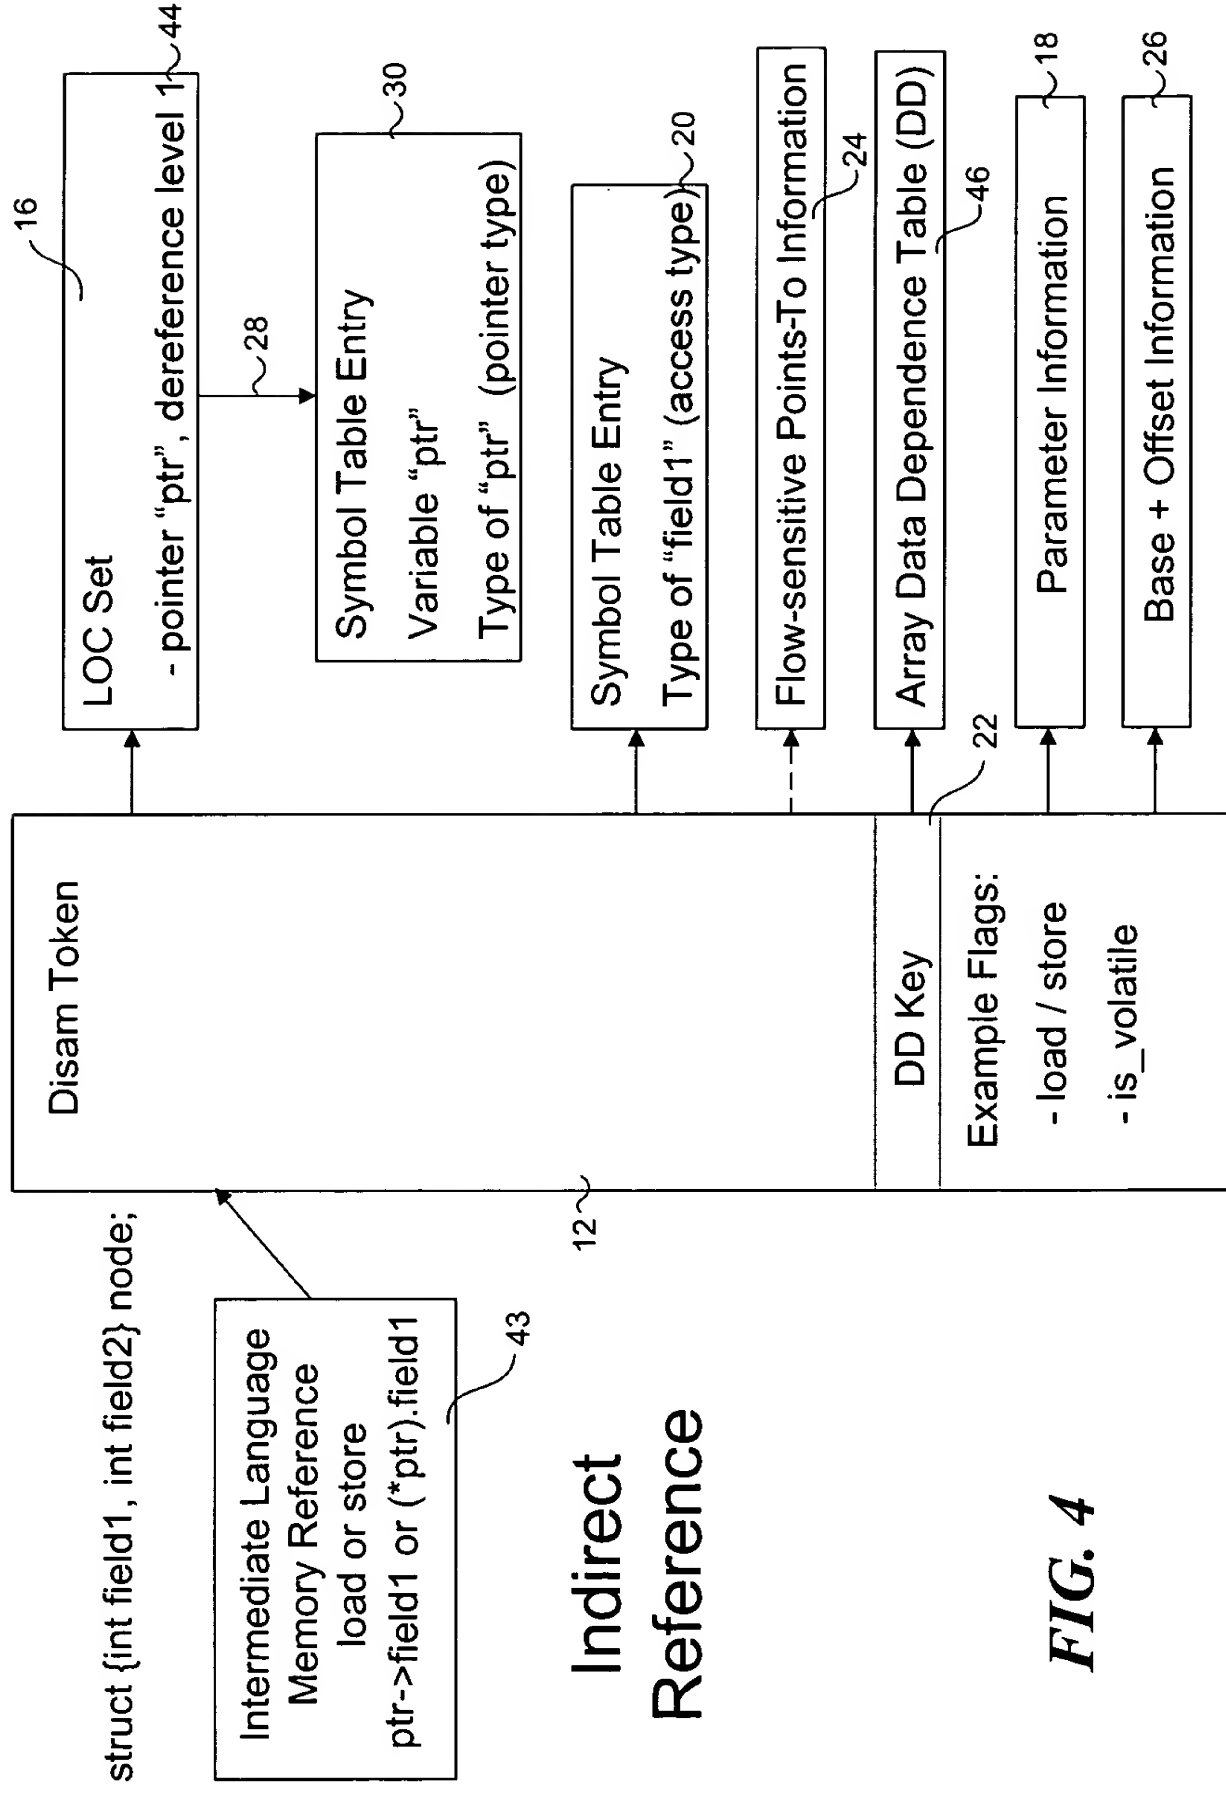 struct {int field1, int field2} node;
Intermediate Language
Memory Reference
load or store
ptr->field1 or (*ptr).field1
43
Indirect
Reference
FIG. 4
Disam Token
12
DD Key
22
Example Flags:
- load / store
- is_volatile
16
LOC Set
- pointer “ptr”, dereference level 1
44
28
30
Symbol Table Entry
Variable “ptr”
Type of “ptr” (pointer type)
Symbol Table Entry
Type of “field1” (access type)
20
Flow-sensitive Points-To Information
24
Array Data Dependence Table (DD)
46
Parameter Information
18
Base + Offset Information
26